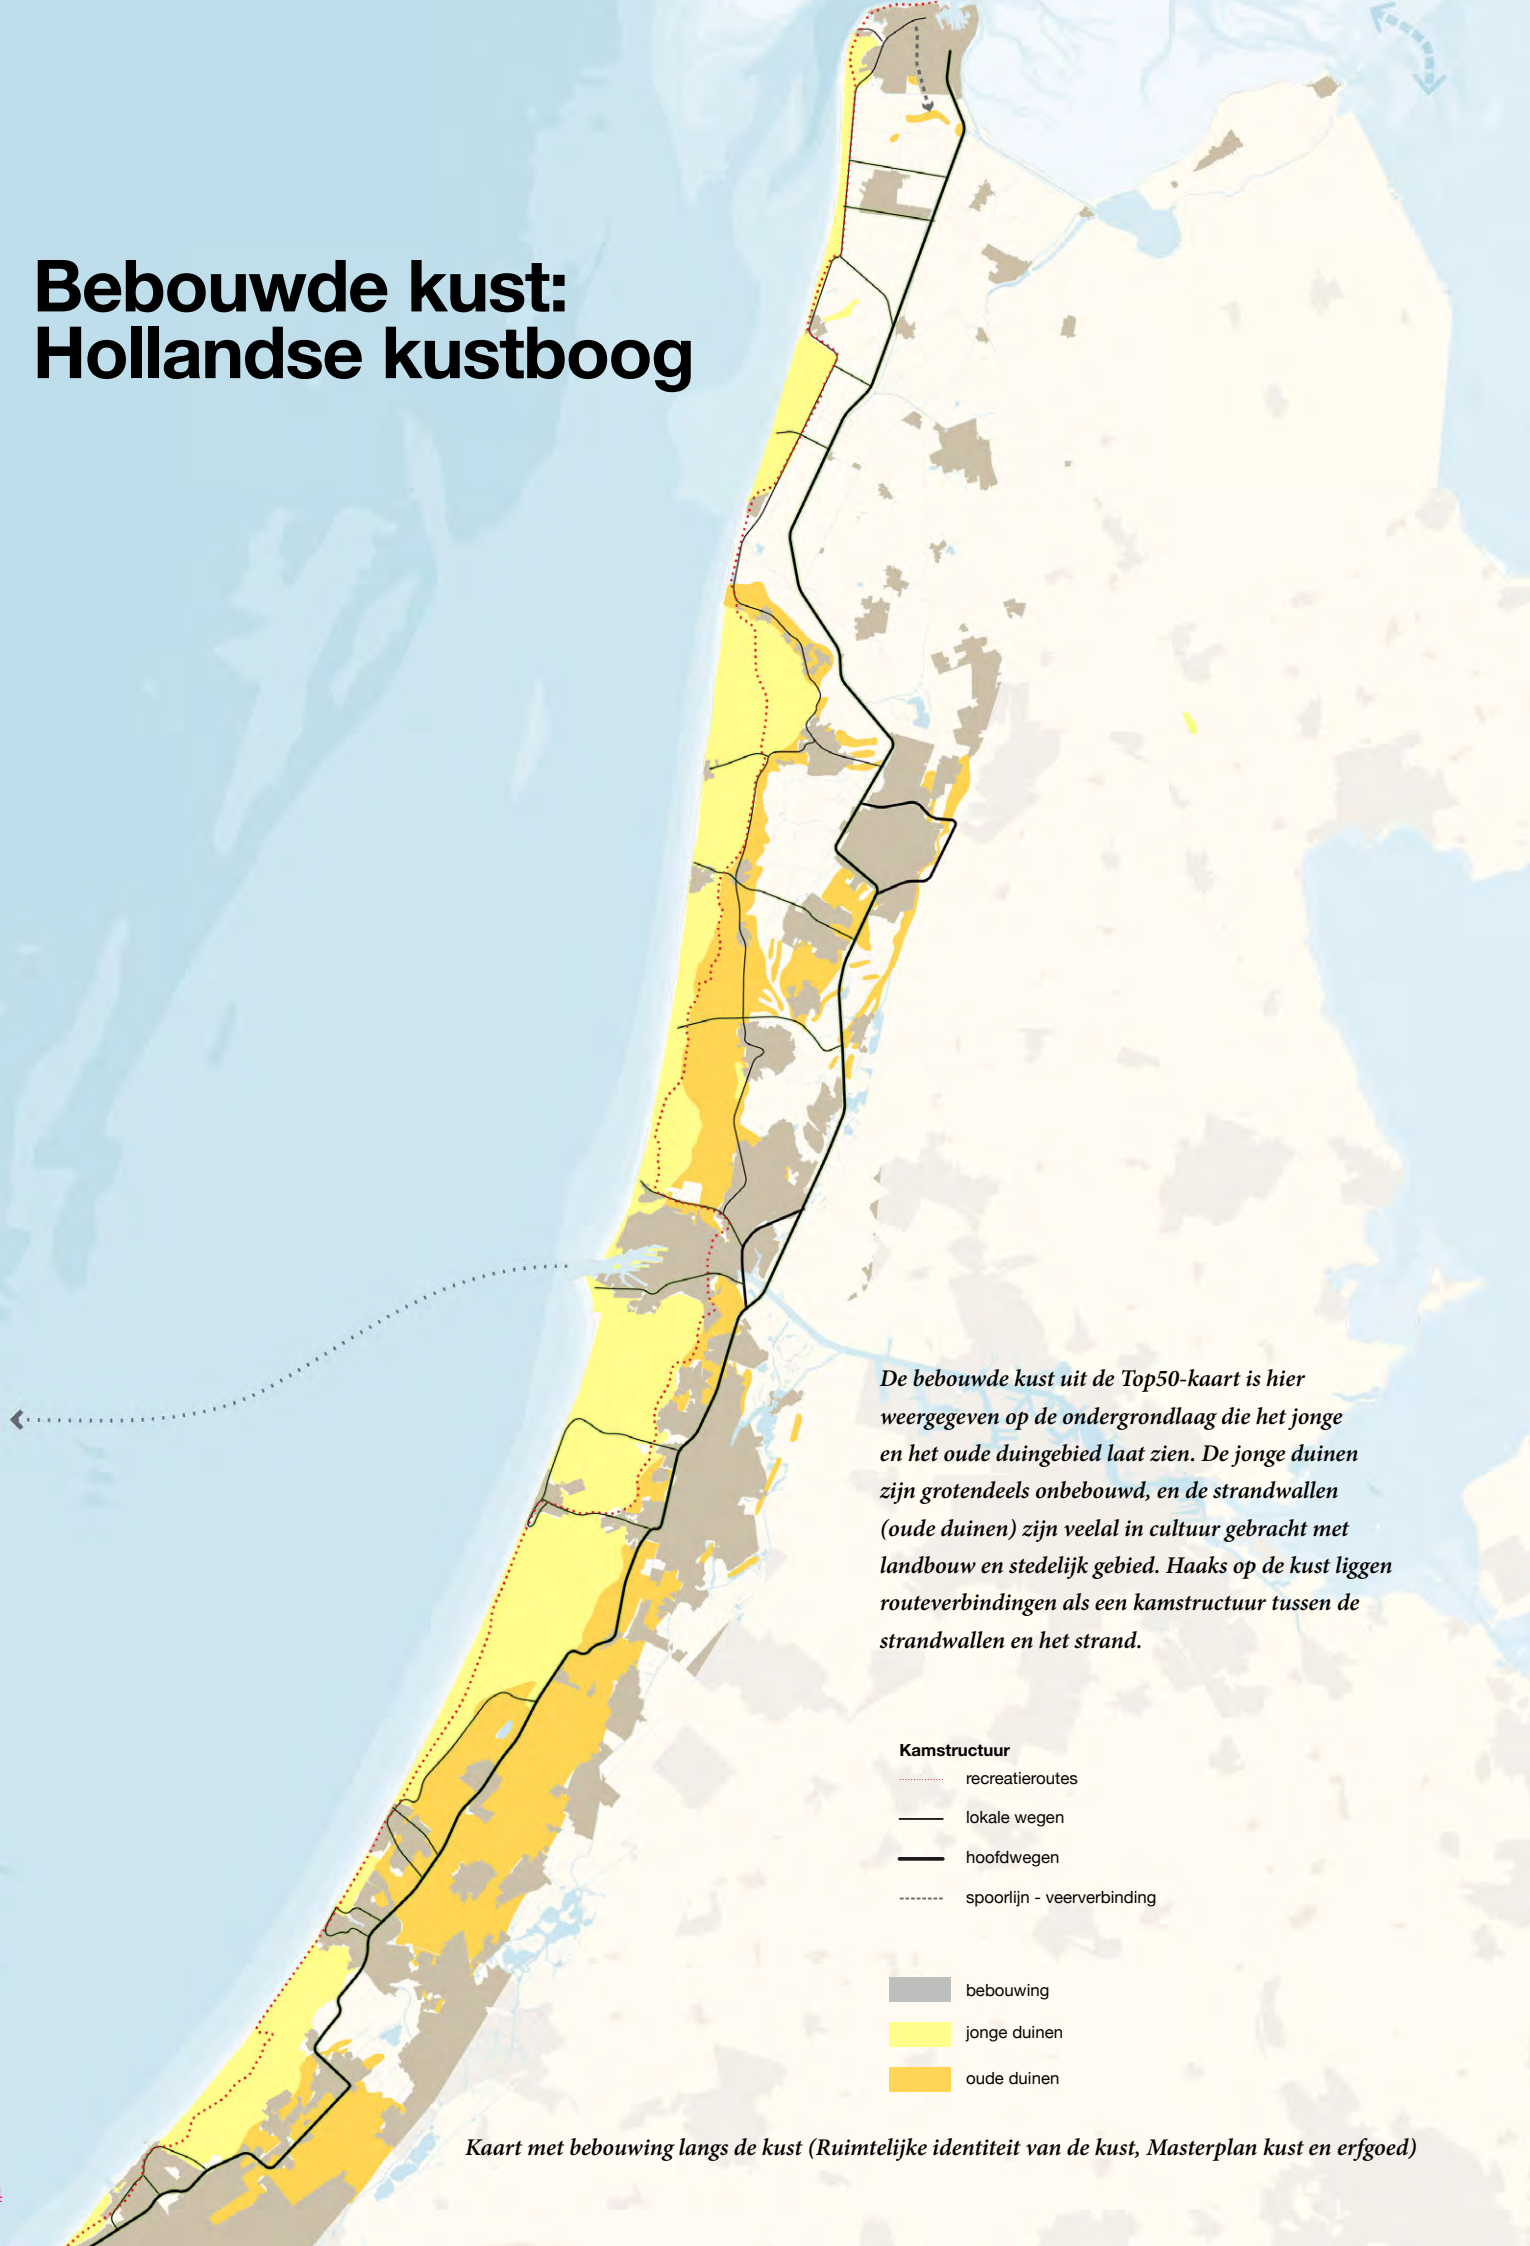 Bebouwde kust:
Hollandse kustboog
De bebouwde kust uit de Top50-kaart is hier
weergegeven op de ondergrondlaag die het jonge
en het oude duingebied laat zien. De jonge duinen
zijn grotendeels onbebouwd, en de strandwallen
(oude duinen) zijn veelal in cultuur gebracht met
landbouw en stedelijk gebied. Haaks op de kust liggen
routeverbindingen als een kamstructuur tussen de
strandwallen en het strand.
Kamstructuur
recreatieroutes
lokale wegen
hoofdwegen
spoorlijn - veerverbinding
bebouwing
jonge duinen
oude duinen
Kaart met bebouwing langs de kust (Ruimtelijke identiteit van de kust, Masterplan kust en erfgoed)